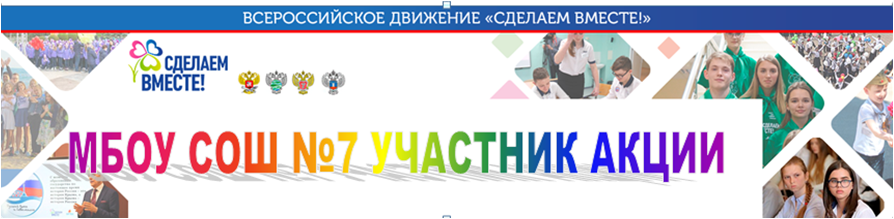 ВСЕРОССИЙСКОЕ ДВИЖЕНИЕ «СДЕЛАЕМ ВМЕСТЕ!»
СДЕЛАЕМ
ВМЕСТЕ!
МБОУ СОШ №7 УЧАСТНИК АКЦИИ